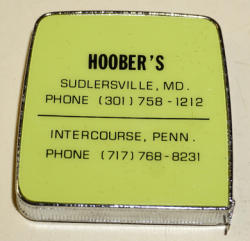 HOOBER'S
SUDLERSVILLE, MD.
PHONE (301) 758-1212
INTERCOURSE, PENN.
PHONE (717) 768-8231